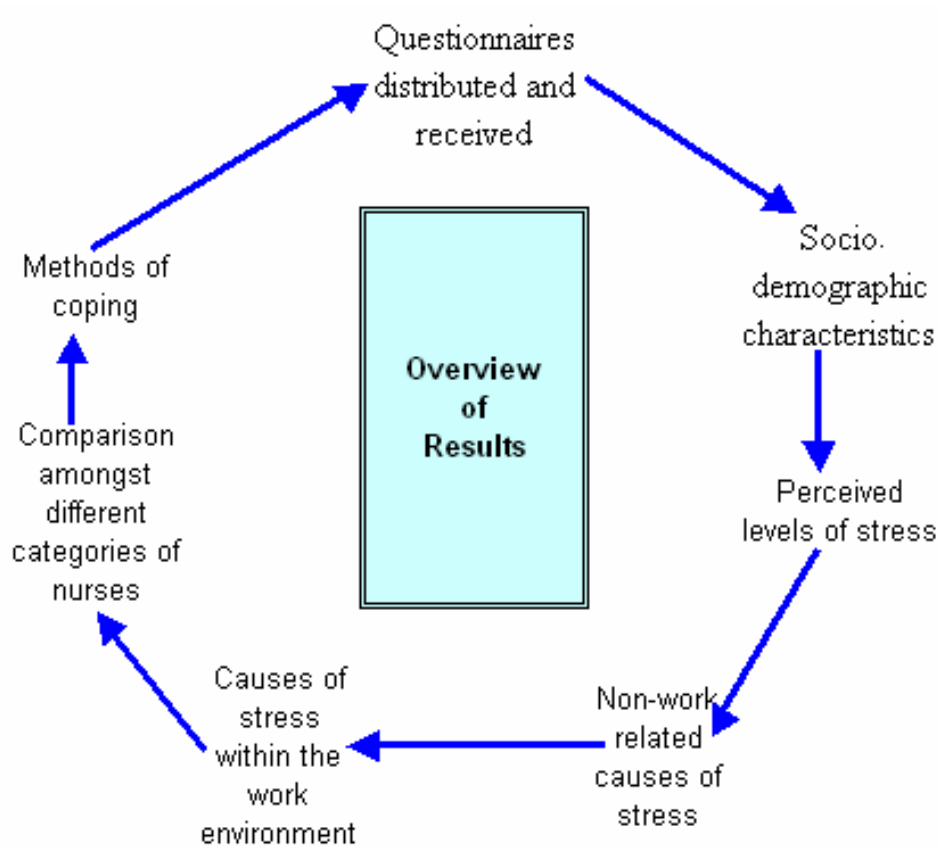 Questionnaires
distributed and
received
Socio.
demographic
characteristics
Perceived
levels of stress
Non-work
related
causes of
stress
Causes of
stress
within the
work
environment
Comparison
amongst
different
categories of
nurses
Methods of
coping
Overview
of
Results